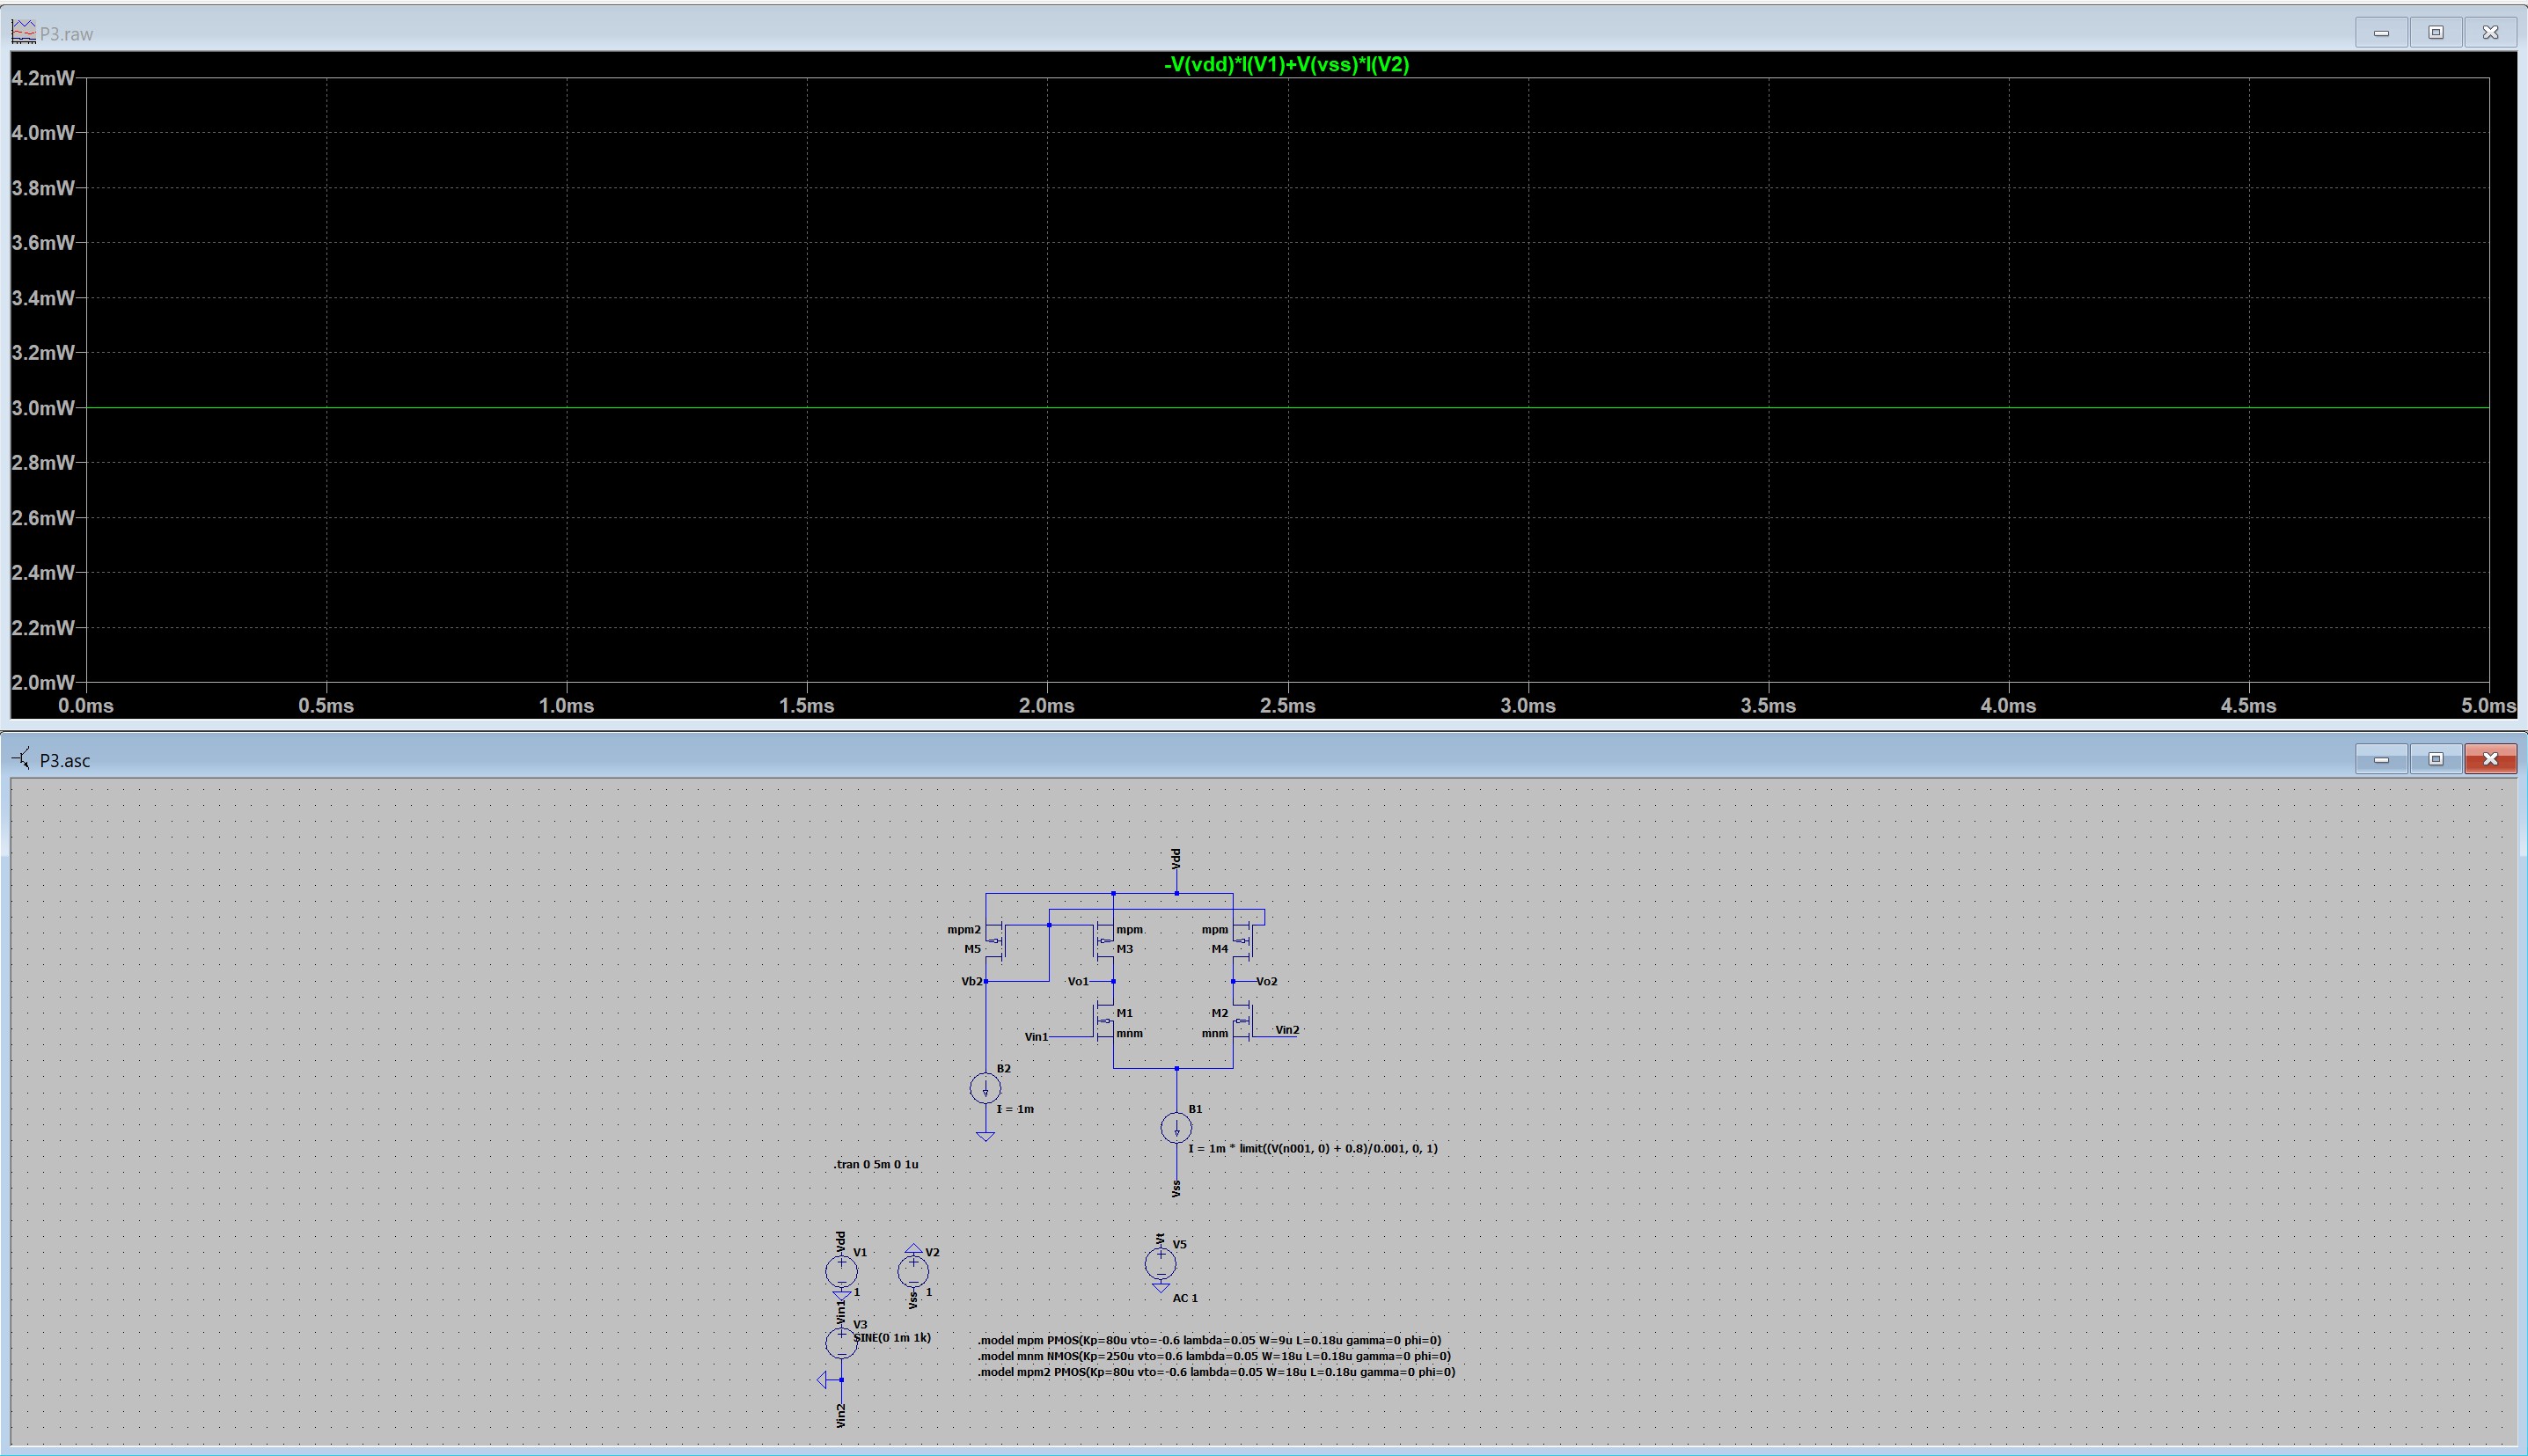 P3.raw
-V(vdd)*I(V1)+V(vss)*I(V2)
4.2mW
4.0mW
3.8mW
3.6mW
3.4mW
3.2mW
3.0mW
2.8mW
2.6mW
2.4mW
2.2mW
2.0mW
0.0ms 0.5ms 1.0ms 1.5ms 2.0ms 2.5ms 3.0ms 3.5ms 4.0ms 4.5ms 5.0ms
P3.asc
Vdd
mpm2 mpm mpm
M5 M3 M4
Vb2 Vo1 Vo2
M1 M2
Vin1 mnm mnm Vin2
B2
I = 1m
B1
I = 1m * limit((V(n001, 0) + 0.8)/0.001, 0, 1)
.tran 0 5m 0 1u
Vss
Vdd V1 V2 Vt V5
1 Vss 1 AC 1
Vin1
V3
SINE(0 1m 1k)
Vin2
.model mpm PMOS(Kp=80u vto=-0.6 lambda=0.05 W=9u L=0.18u gamma=0 phi=0)
.model mnm NMOS(Kp=250u vto=0.6 lambda=0.05 W=18u L=0.18u gamma=0 phi=0)
.model mpm2 PMOS(Kp=80u vto=-0.6 lambda=0.05 W=18u L=0.18u gamma=0 phi=0)